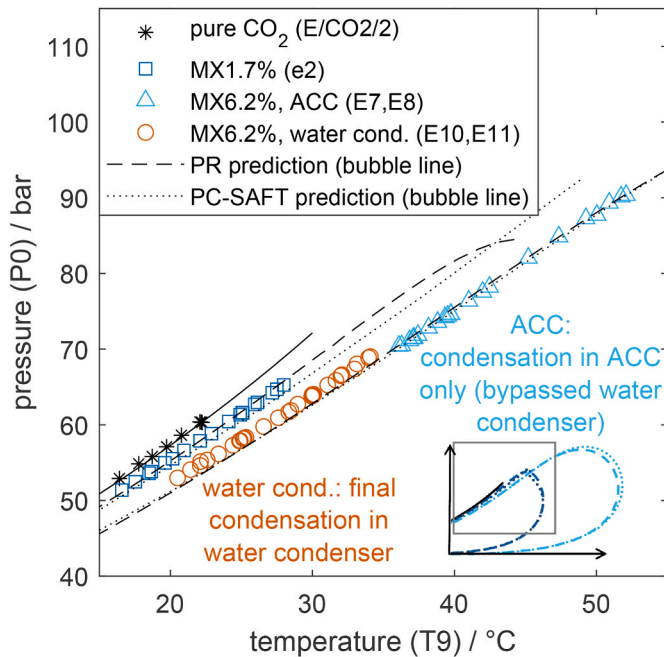 pure CO2 (E/CO2/2)
MX1.7% (e2)
MX6.2%, ACC (E7,E8)
MX6.2%, water cond. (E10,E11)
PR prediction (bubble line)
PC-SAFT prediction (bubble line)
110
100
90
80
70
60
50
40
pressure (P0) / bar
ACC:
condensation in ACC
only (bypassed water
condenser)
water cond.: final
condensation in
water condenser
20
30
40
50
temperature (T9) / °C